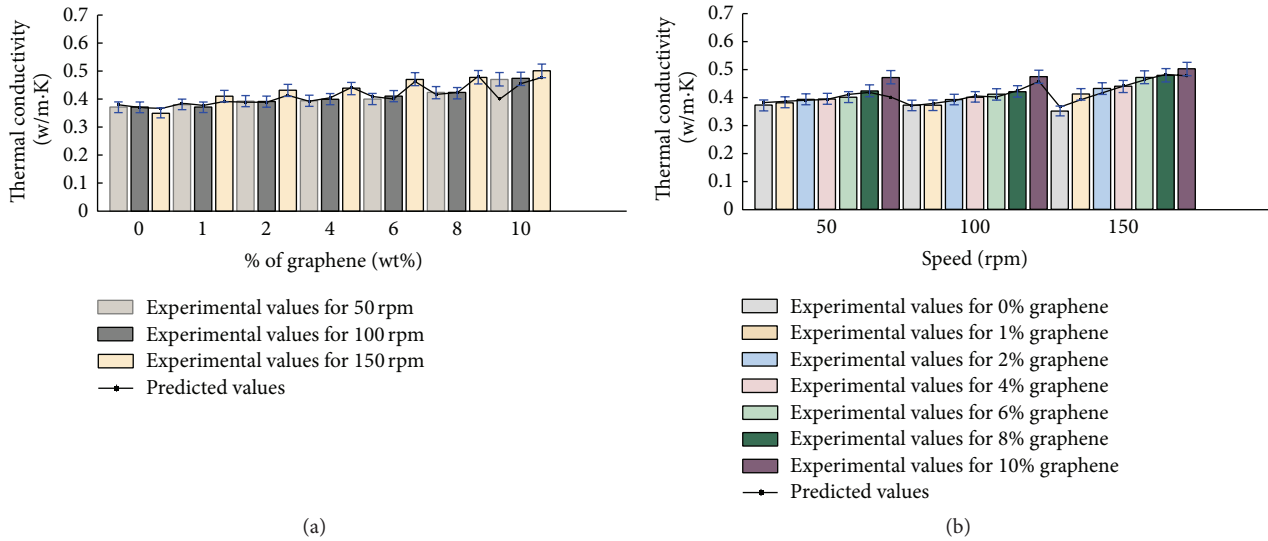 0.7
0.6
0.5
0.4
0.3
0.2
0.1
0
Thermal conductivity
(w/m·K)
0 1 2 4 6 8 10
% of graphene (wt%)
Experimental values for 50 rpm
Experimental values for 100 rpm
Experimental values for 150 rpm
Predicted values
(a)
0.7
0.6
0.5
0.4
0.3
0.2
0.1
0
Thermal conductivity
(w/m·K)
50 100 150
Speed (rpm)
Experimental values for 0% graphene
Experimental values for 1% graphene
Experimental values for 2% graphene
Experimental values for 4% graphene
Experimental values for 6% graphene
Experimental values for 8% graphene
Experimental values for 10% graphene
Predicted values
(b)